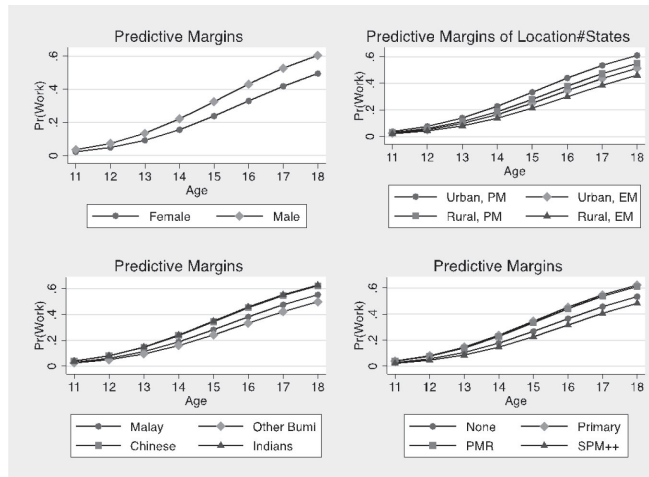 Predictive Margins
Pr(Work)
.6
.4
.2
0
11 12 13 14 15 16 17 18
Age
Female Male
Predictive Margins of Location#States
Pr(Work)
.6
.4
.2
0
11 12 13 14 15 16 17 18
Age
Urban, PM Urban, EM
Rural, PM Rural, EM
Predictive Margins
Pr(Work)
.6
.4
.2
0
11 12 13 14 15 16 17 18
Age
Malay Other Bumi
Chinese Indians
Predictive Margins
Pr(Work)
.6
.4
.2
0
11 12 13 14 15 16 17 18
Age
None Primary
PMR SPM++